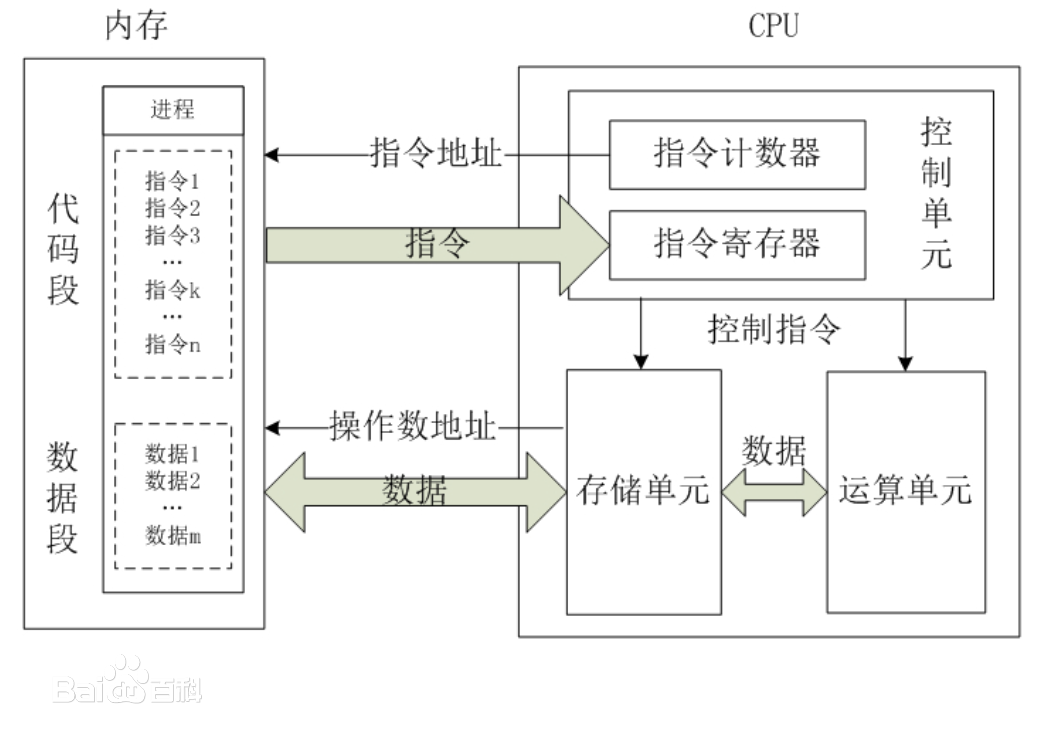 内存
CPU
进程
代码段
指令1
指令2
指令3
...
指令k
...
指令n
数据段
数据1
数据2
...
数据m
指令地址
指令
操作数地址
数据
指令计数器
指令寄存器
控制单元
控制指令
存储单元
数据
运算单元
Bai百科